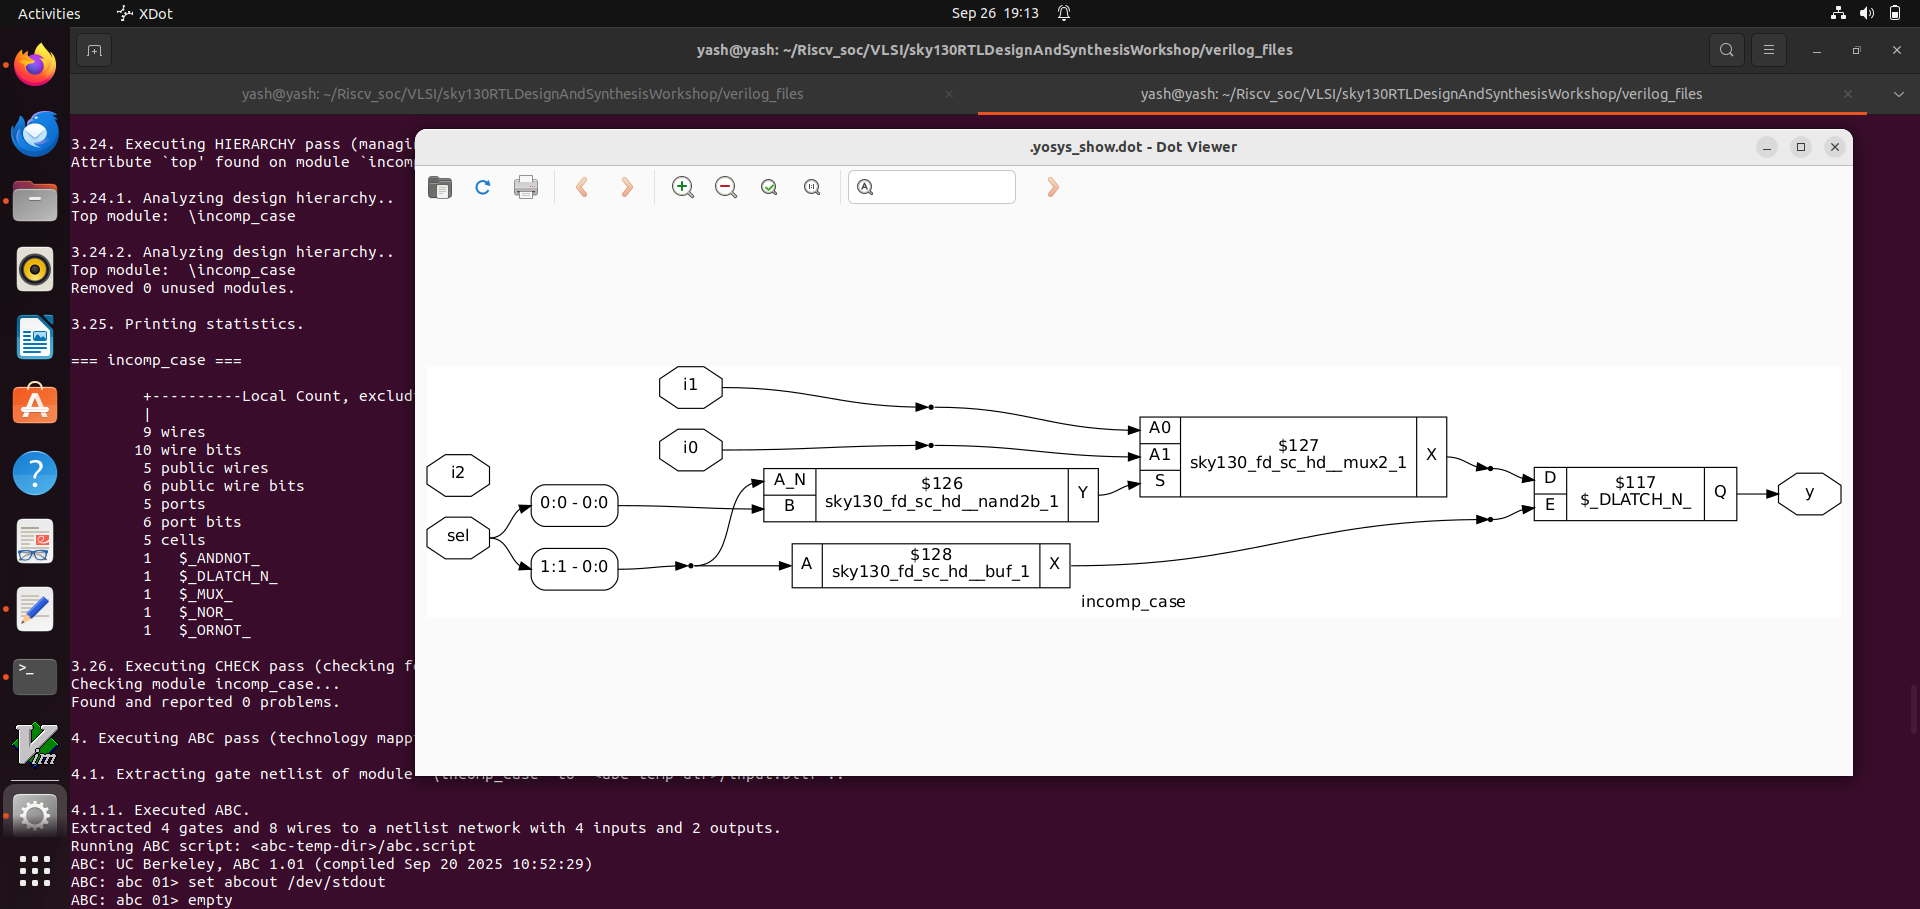 Activities
XDot
Sep 26 19:13
yash@yash: ~/Riscv_soc/VLSI/sky130RTLDesignAndSynthesisWorkshop/verilog_files
yash@yash: ~/Riscv_soc/VLSI/sky130RTLDesignAndSynthesisWorkshop/verilog_files
yash@yash: ~/Riscv_soc/VLSI/sky130RTLDesignAndSynthesisWorkshop/verilog_files
3.24. Executing HIERARCHY pass (managi
Attribute `top' found on module `incom
3.24.1. Analyzing design hierarchy..
Top module:  \incomp_case
3.24.2. Analyzing design hierarchy..
Top module:  \incomp_case
Removed 0 unused modules.
3.25. Printing statistics.
=== incomp_case ===
+----------Local Count, exclud
|
9 wires
10 wire bits
5 public wires
6 public wire bits
5 ports
6 port bits
5 cells
1   $_ANDNOT_
1   $_DLATCH_N_
1   $_MUX_
1   $_NOR_
1   $_ORNOT_
3.26. Executing CHECK pass (checking fo
Checking module incomp_case...
Found and reported 0 problems.
4. Executing ABC pass (technology mapp
4.1. Extracting gate netlist of module
4.1.1. Executed ABC.
Extracted 4 gates and 8 wires to a netlist network with 4 inputs and 2 outputs.
Running ABC script: <abc-temp-dir>/abc.script
ABC: UC Berkeley, ABC 1.01 (compiled Sep 20 2025 10:52:29)
ABC: abc 01> set abcout /dev/stdout
ABC: abc 01> empty
.yosys_show.dot - Dot Viewer
i1
i0
i2
sel
0:0 - 0:0
1:1 - 0:0
A_N
B
$126
sky130_fd_sc_hd__nand2b_1
Y
A
$128
sky130_fd_sc_hd__buf_1
X
A0
A1
S
$127
sky130_fd_sc_hd__mux2_1
X
D
E
$117
$_DLATCH_N_
Q
y
incomp_case